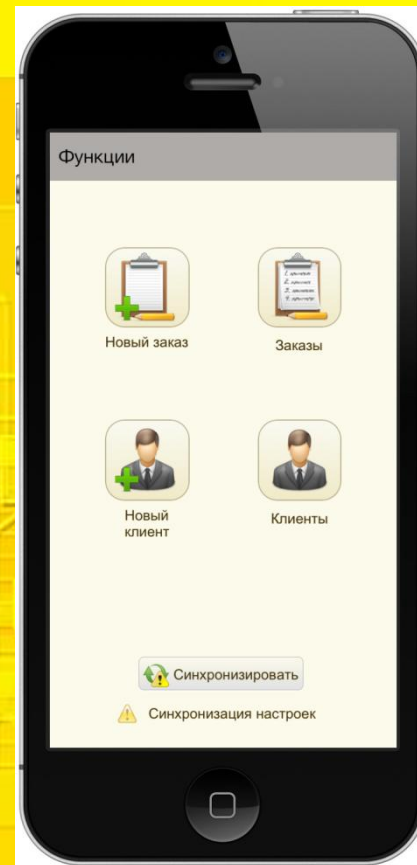 Функции
Новый заказ
Заказы
Новый
клиент
Клиенты
Синхронизировать
Синхронизация настроек